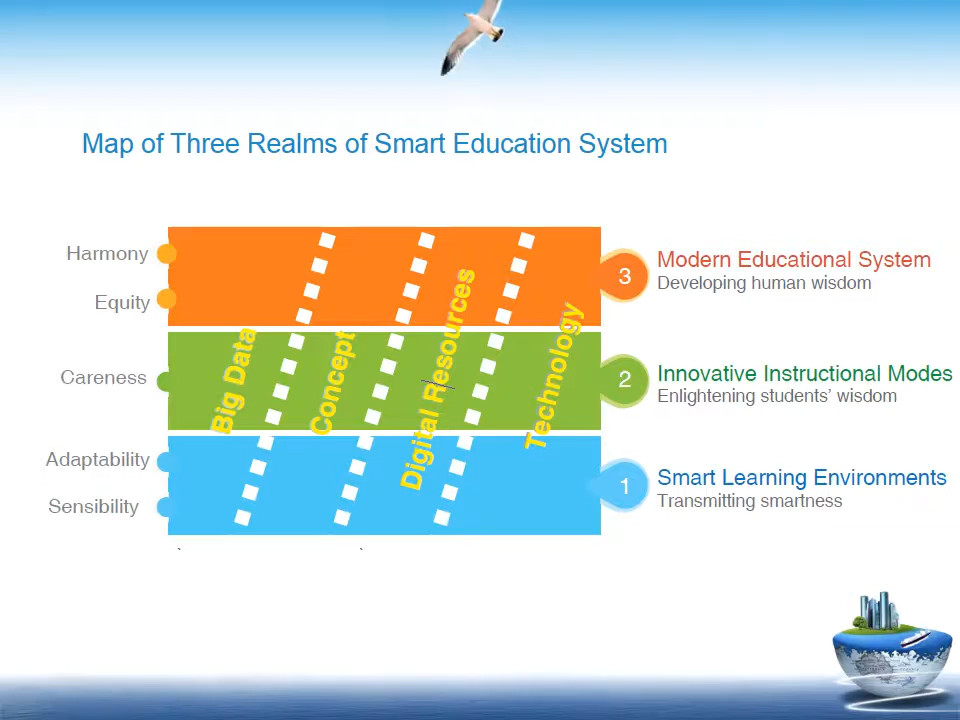 Map of Three Realms of Smart Education System
Harmony
Equity
Careness
Adaptability
Sensibility
Big Data
Concept
Digital Resources
Technology
3
Modern Educational System
Developing human wisdom
2
Innovative Instructional Modes
Enlightening students’ wisdom
1
Smart Learning Environments
Transmitting smartness